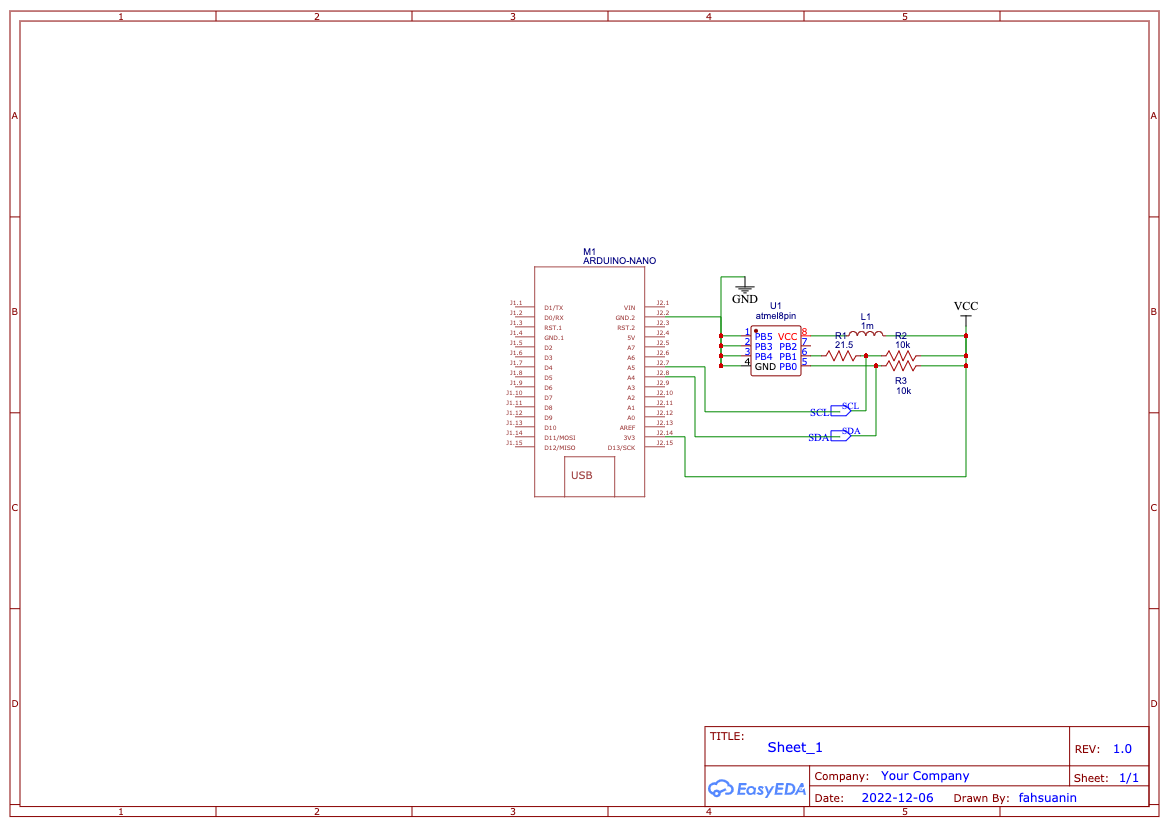 1 2 3 4 5
A A
B B
C C
D D
M1
ARDUINO-NANO
J1.1 D1/TX VIN J2.1
J1.2 D0/RX GND.2 J2.2
J1.3 RST.1 RST.2 J2.3
J1.4 GND.1 5V J2.4
J1.5 D2 A7 J2.5
J1.6 D3 A6 J2.6
J1.7 D4 A5 J2.7
J1.8 D5 A4 J2.8
J1.9 D6 A3 J2.9
J1.10 D7 A2 J2.10
J1.11 D8 A1 J2.11
J1.12 D9 A0 J2.12
J1.13 D10 AREF J2.13
J1.14 D11/MOSI 3V3 J2.14
J1.15 D12/MISO D13/SCK J2.15
USB
GND
U1
atmel8pin
1 PB5 VCC 8
2 PB3 PB2 7
3 PB4 PB1 6
4 GND PB0 5
L1
1m
R1
21.5
R2
10k
R3
10k
VCC
SCL SCL
SDA SDA
TITLE:
Sheet_1
REV: 1.0
EasyEDA
Company: Your Company
Sheet: 1/1
Date: 2022-12-06 Drawn By: fahsuanin
1 2 3 4 5